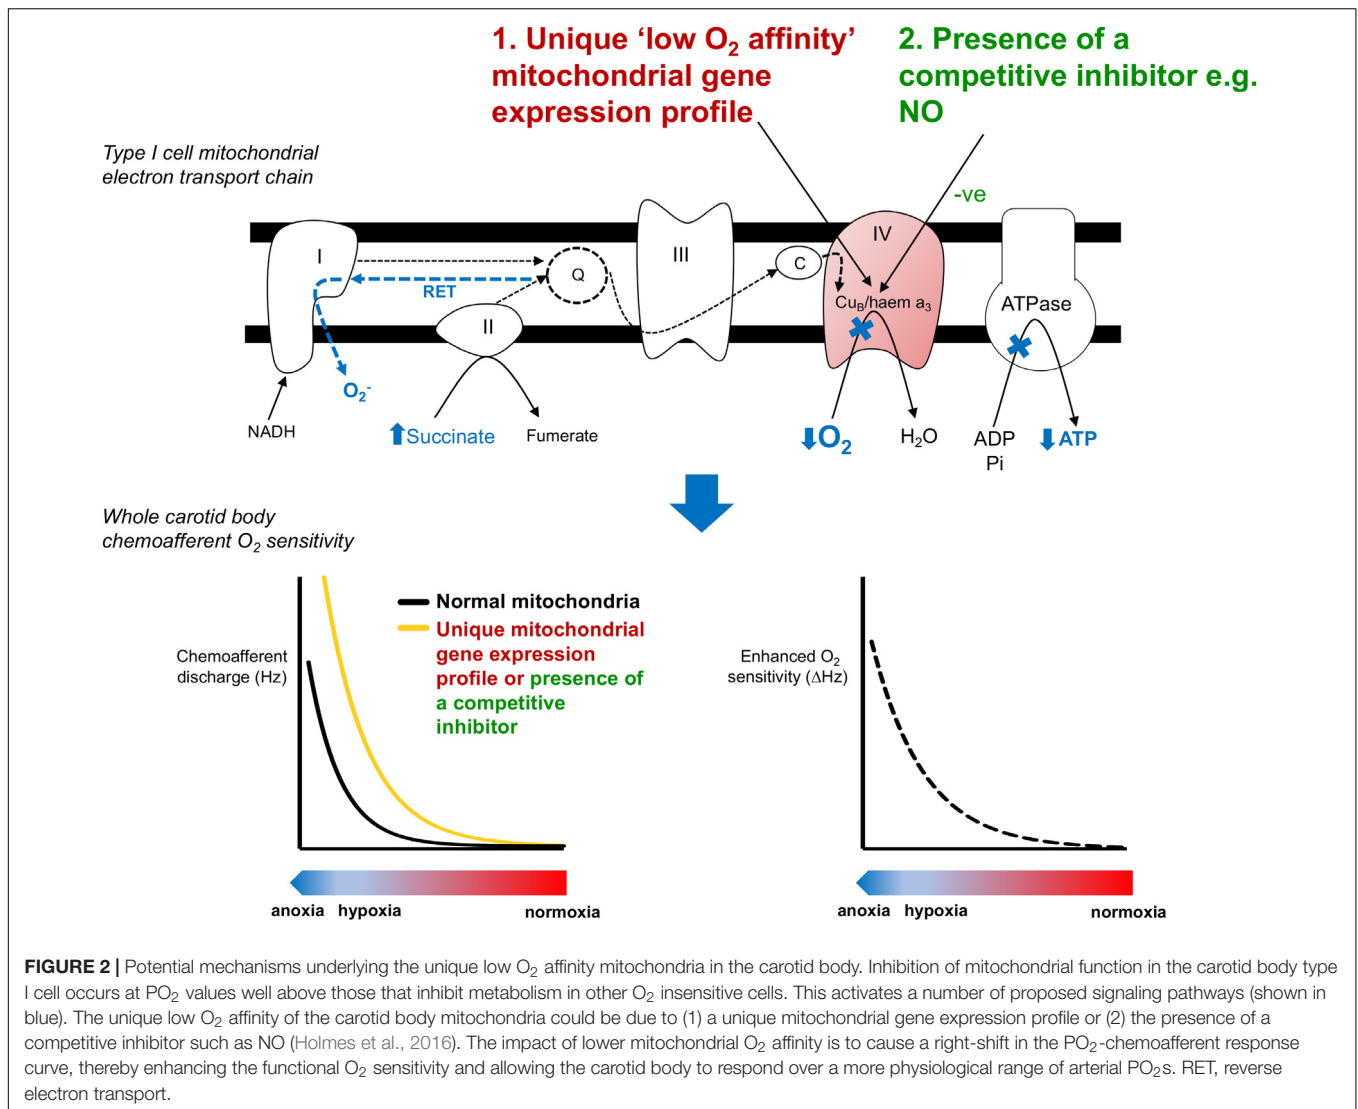 1. Unique ‘low O2 affinity’
mitochondrial gene
expression profile
2. Presence of a
competitive inhibitor e.g.
NO
Type I cell mitochondrial
electron transport chain
-ve
I
RET
Q
II
III
C
IV
CuB/haem a3
ATPase
O2-
NADH
Succinate
Fumerate
O2
H2O
ADP
Pi
ATP
Whole carotid body
chemoafferent O2 sensitivity
Chemoafferent
discharge (Hz)
Normal mitochondria
Unique mitochondrial
gene expression
profile or presence of
a competitive
inhibitor
anoxia hypoxia normoxia
Enhanced O2
sensitivity (ΔHz)
anoxia hypoxia normoxia
FIGURE 2 | Potential mechanisms underlying the unique low O2 affinity mitochondria in the carotid body. Inhibition of mitochondrial function in the carotid body type
I cell occurs at PO2 values well above those that inhibit metabolism in other O2 insensitive cells. This activates a number of proposed signaling pathways (shown in
blue). The unique low O2 affinity of the carotid body mitochondria could be due to (1) a unique mitochondrial gene expression profile or (2) the presence of a
competitive inhibitor such as NO (Holmes et al., 2016). The impact of lower mitochondrial O2 affinity is to cause a right-shift in the PO2-chemoafferent response
curve, thereby enhancing the functional O2 sensitivity and allowing the carotid body to respond over a more physiological range of arterial PO2s. RET, reverse
electron transport.